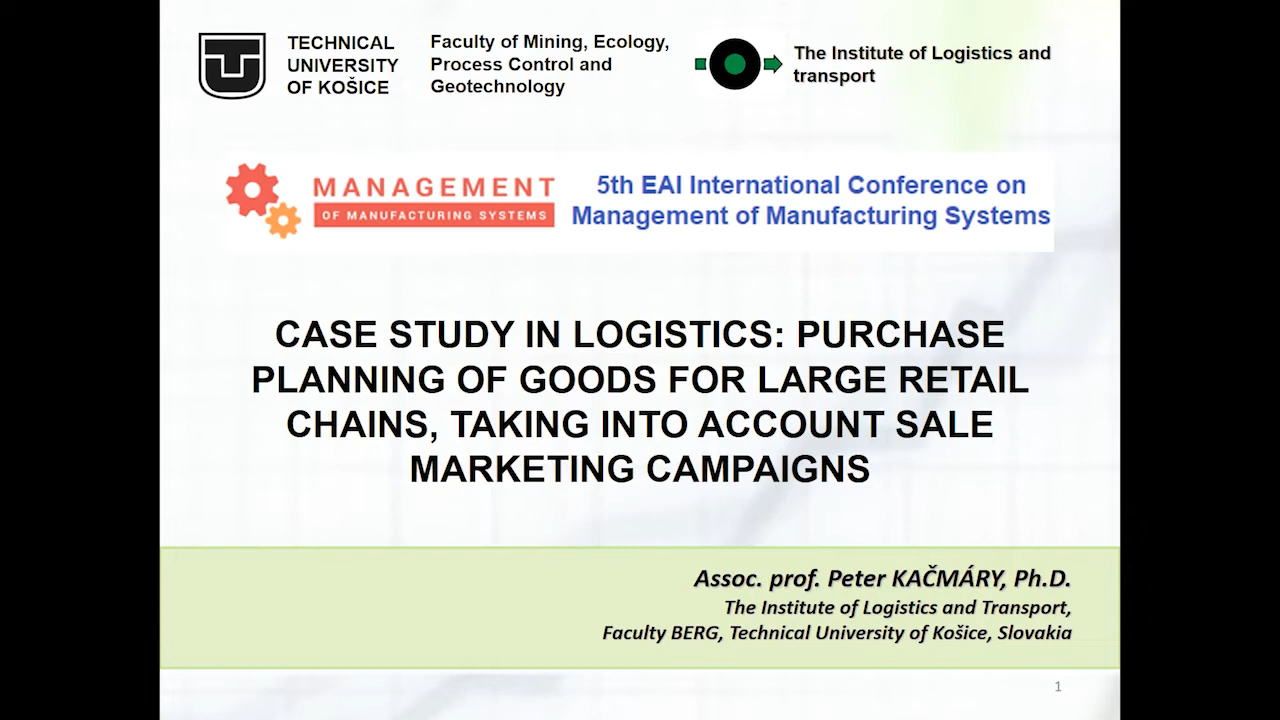 TECHNICAL
UNIVERSITY
OF KOŠICE
Faculty of Mining, Ecology,
Process Control and
Geotechnology
The Institute of Logistics and
transport
MANAGEMENT
OF MANUFACTURING SYSTEMS
5th EAI International Conference on
Management of Manufacturing Systems
CASE STUDY IN LOGISTICS: PURCHASE
PLANNING OF GOODS FOR LARGE RETAIL
CHAINS, TAKING INTO ACCOUNT SALE
MARKETING CAMPAIGNS
Assoc. prof. Peter KAČMÁRY, Ph.D.
The Institute of Logistics and Transport,
Faculty BERG, Technical University of Košice, Slovakia
1